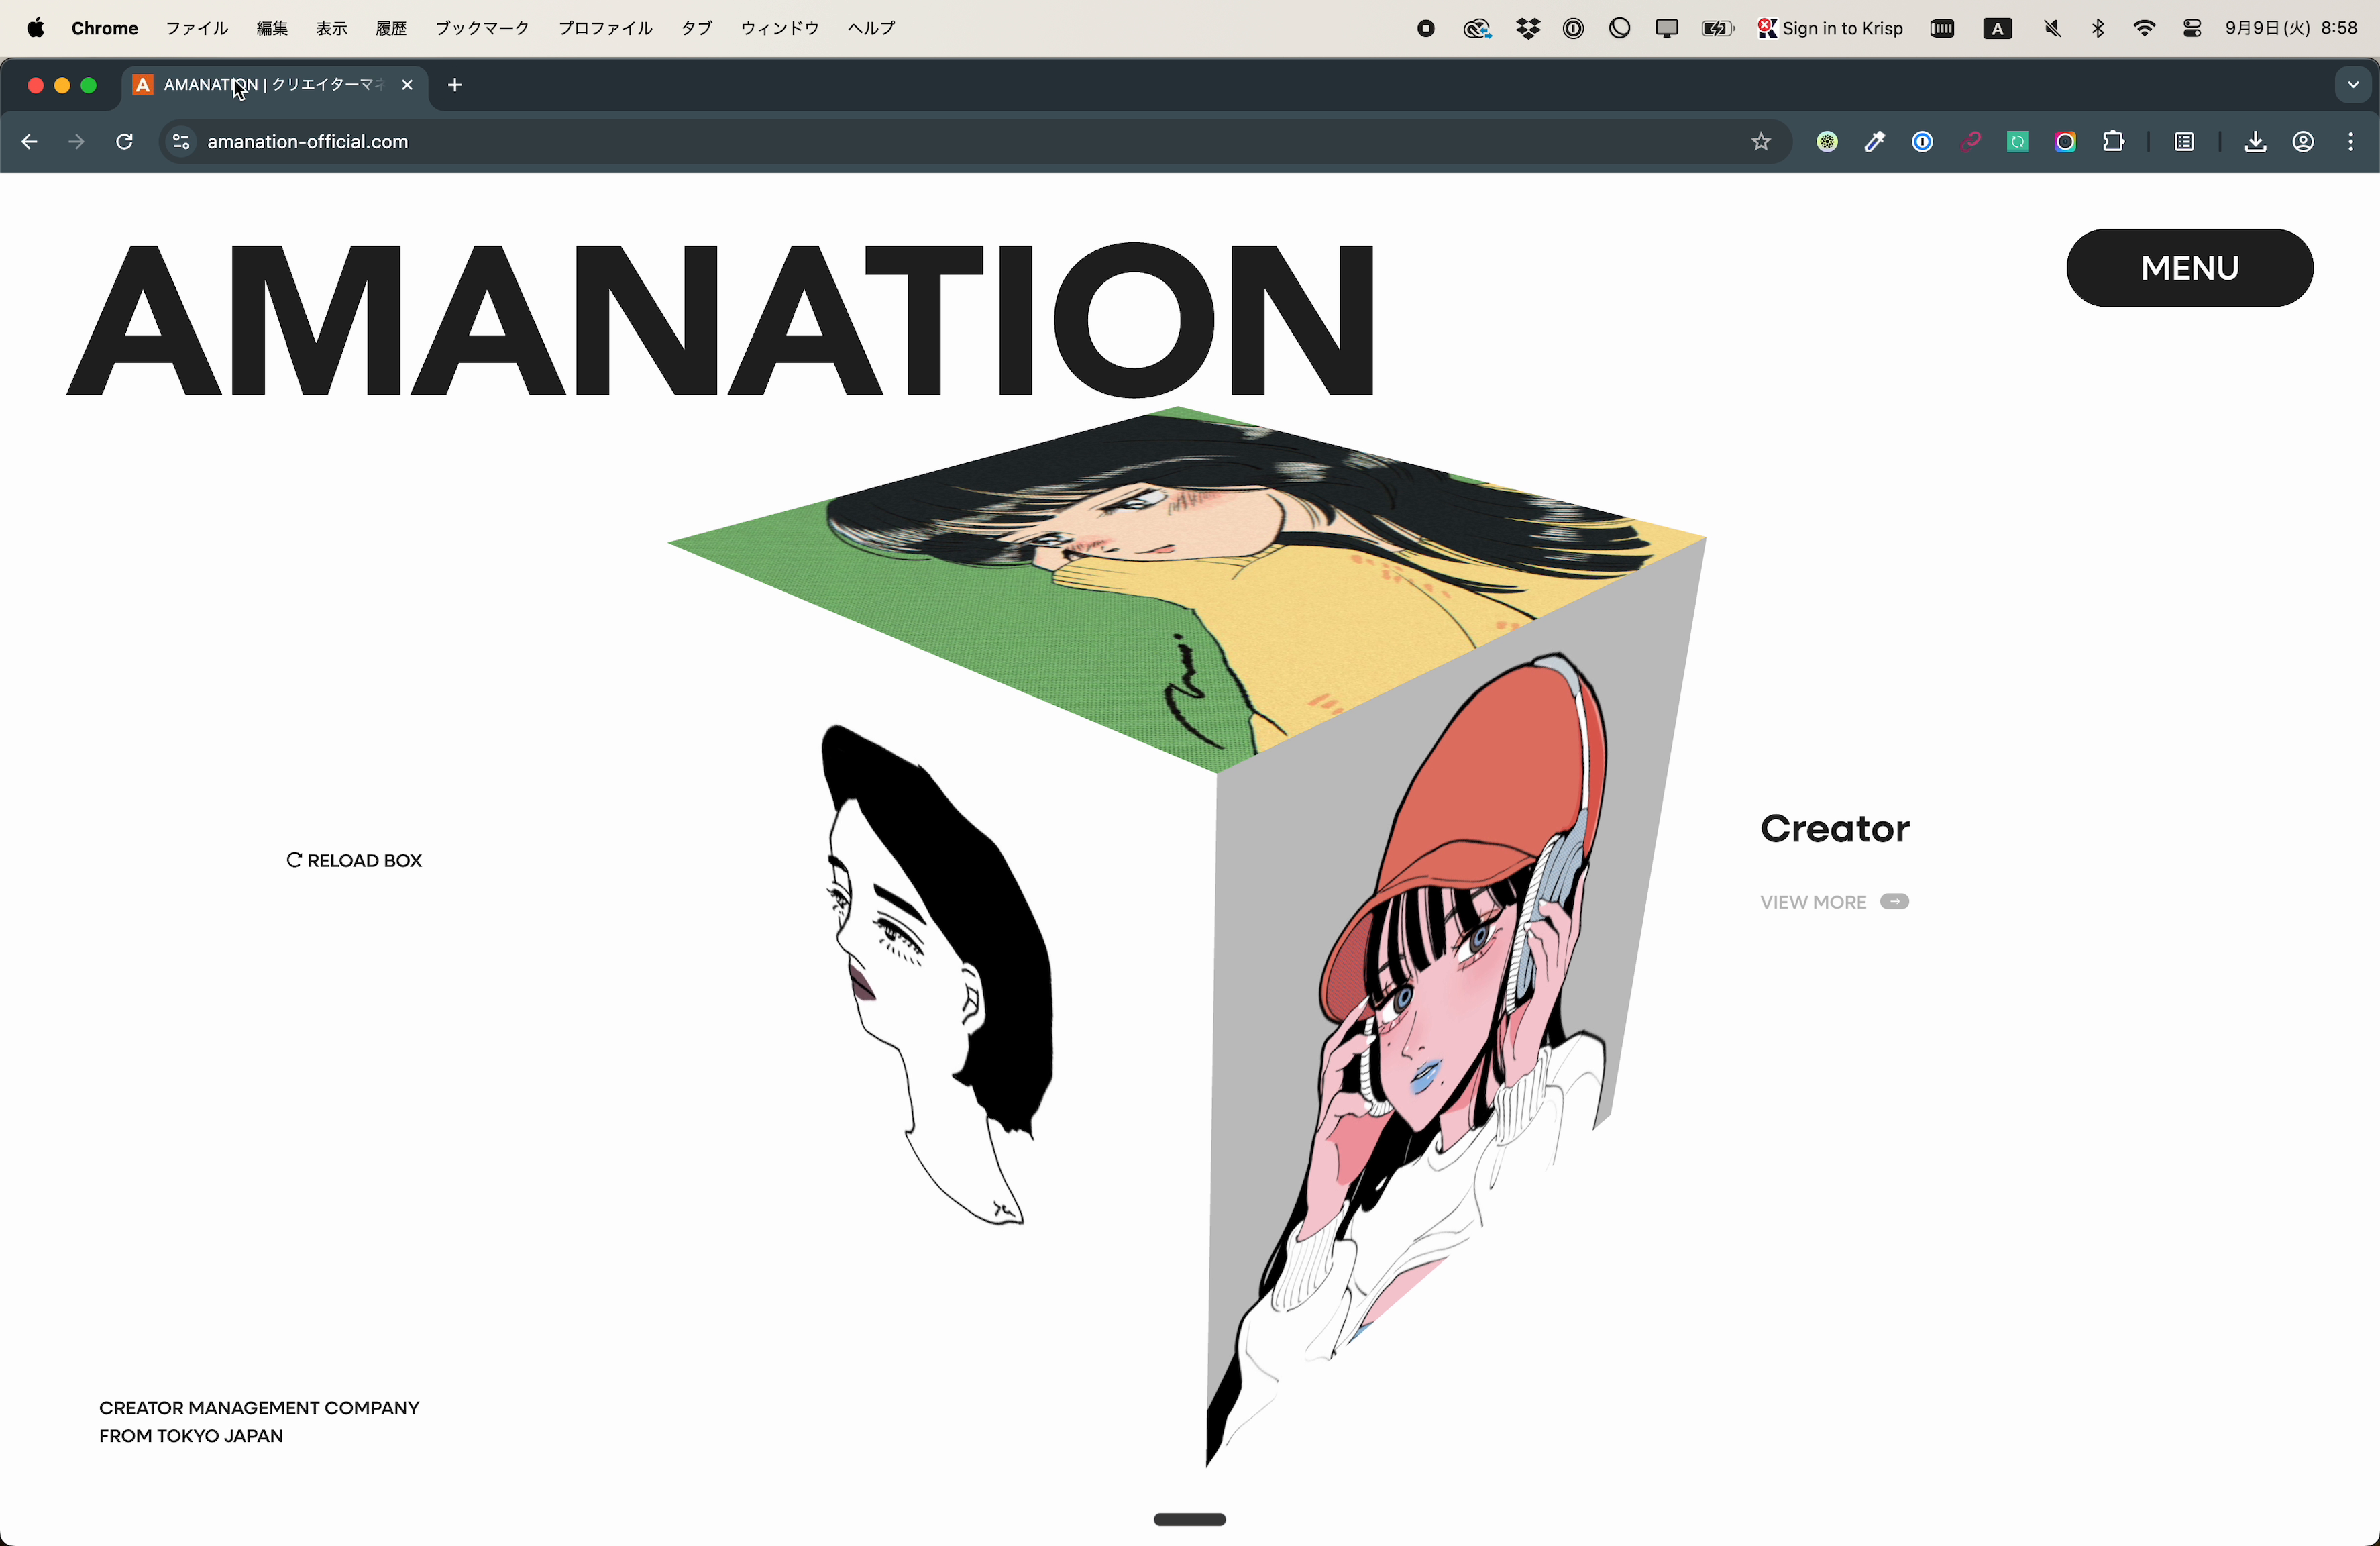 Chrome ファイル 編集 表示 履歴 ブックマーク プロファイル タブ ウィンドウ ヘルプ Sign in to Krisp A 9月9日(火) 8:58
A AMANATION | クリエイターマネ
amanation-official.com
AMANATION
MENU
Creator
RELOAD BOX
VIEW MORE
CREATOR MANAGEMENT COMPANY
FROM TOKYO JAPAN